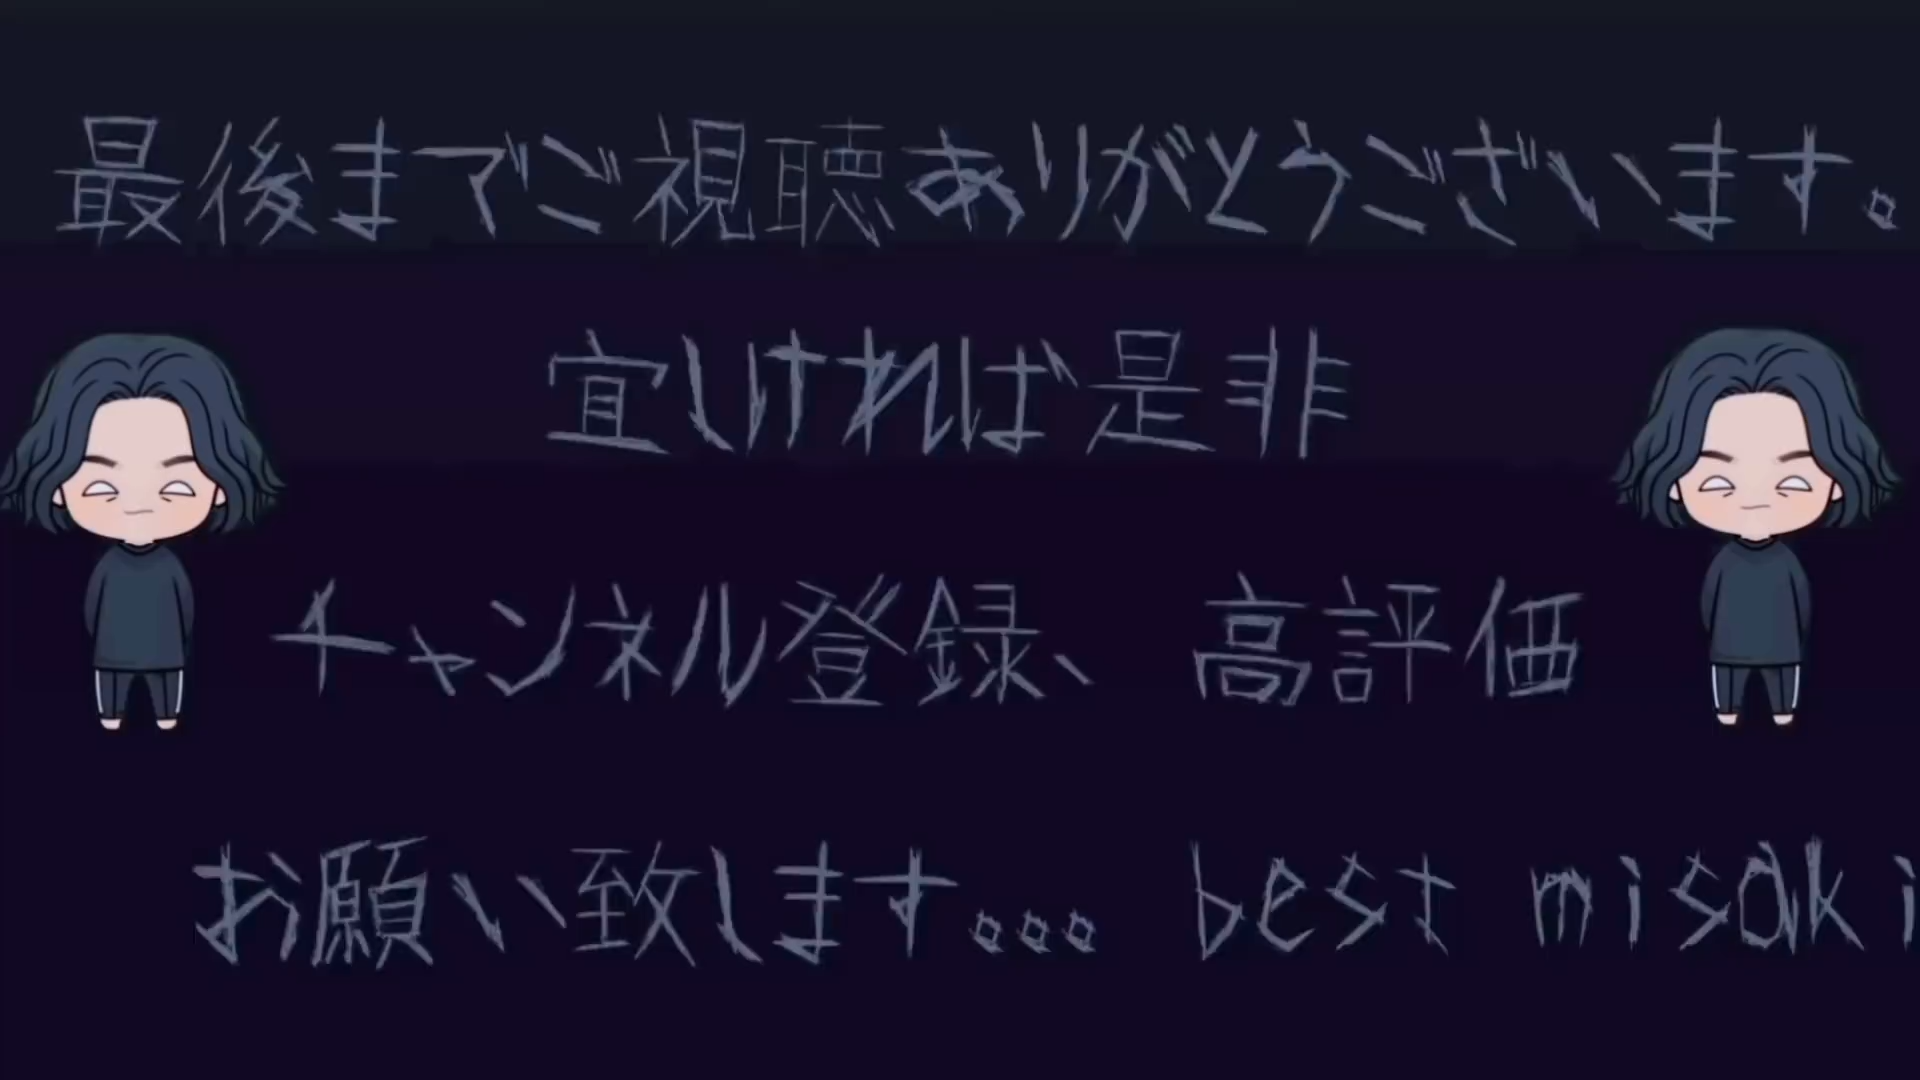 最後までご視聴ありがとうございます。
宜しければ是非
チャンネル登録、高評価
お願い致します。。。 best misaki